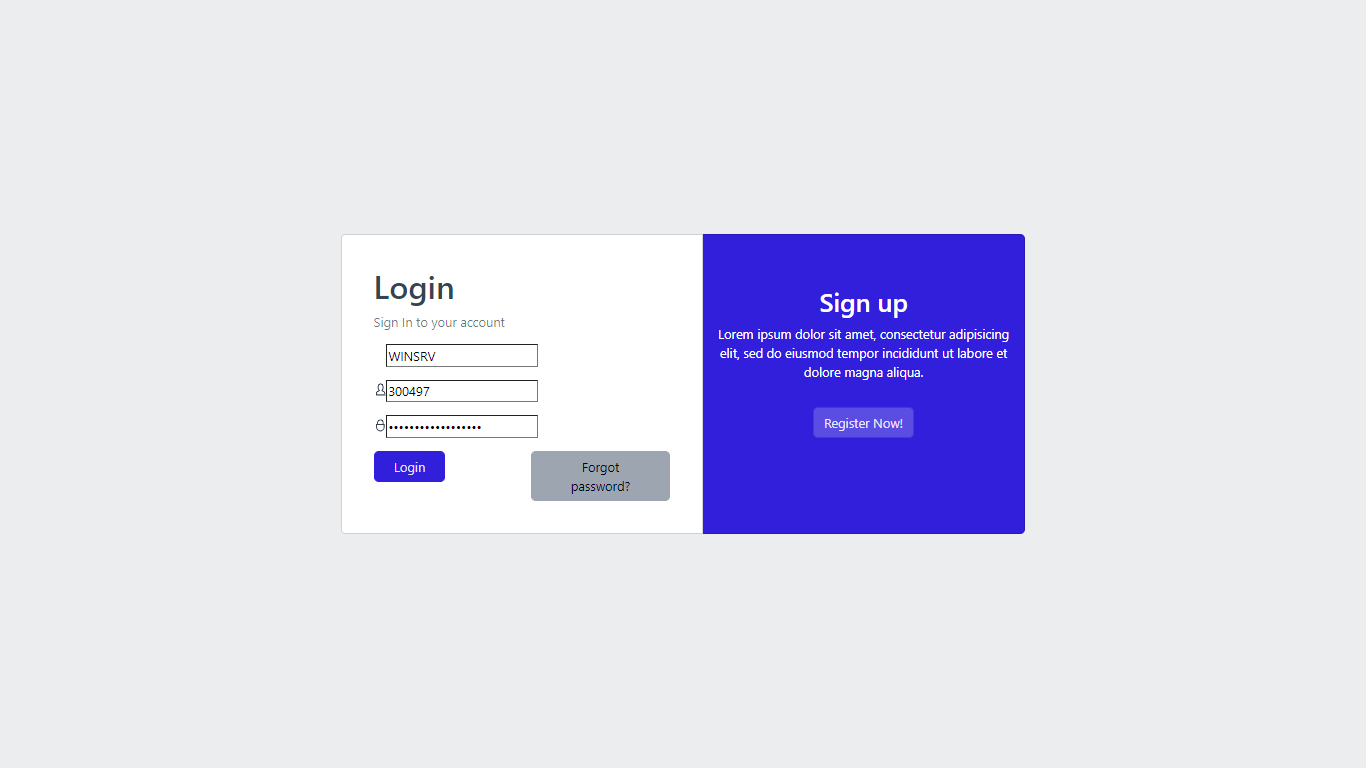 Login
Sign In to your account
WINSRV
300497
••••••••••••••••••
Login
Forgot
password?
Sign up
Lorem ipsum dolor sit amet, consectetur adipisicing
elit, sed do eiusmod tempor incididunt ut labore et
dolore magna aliqua.
Register Now!